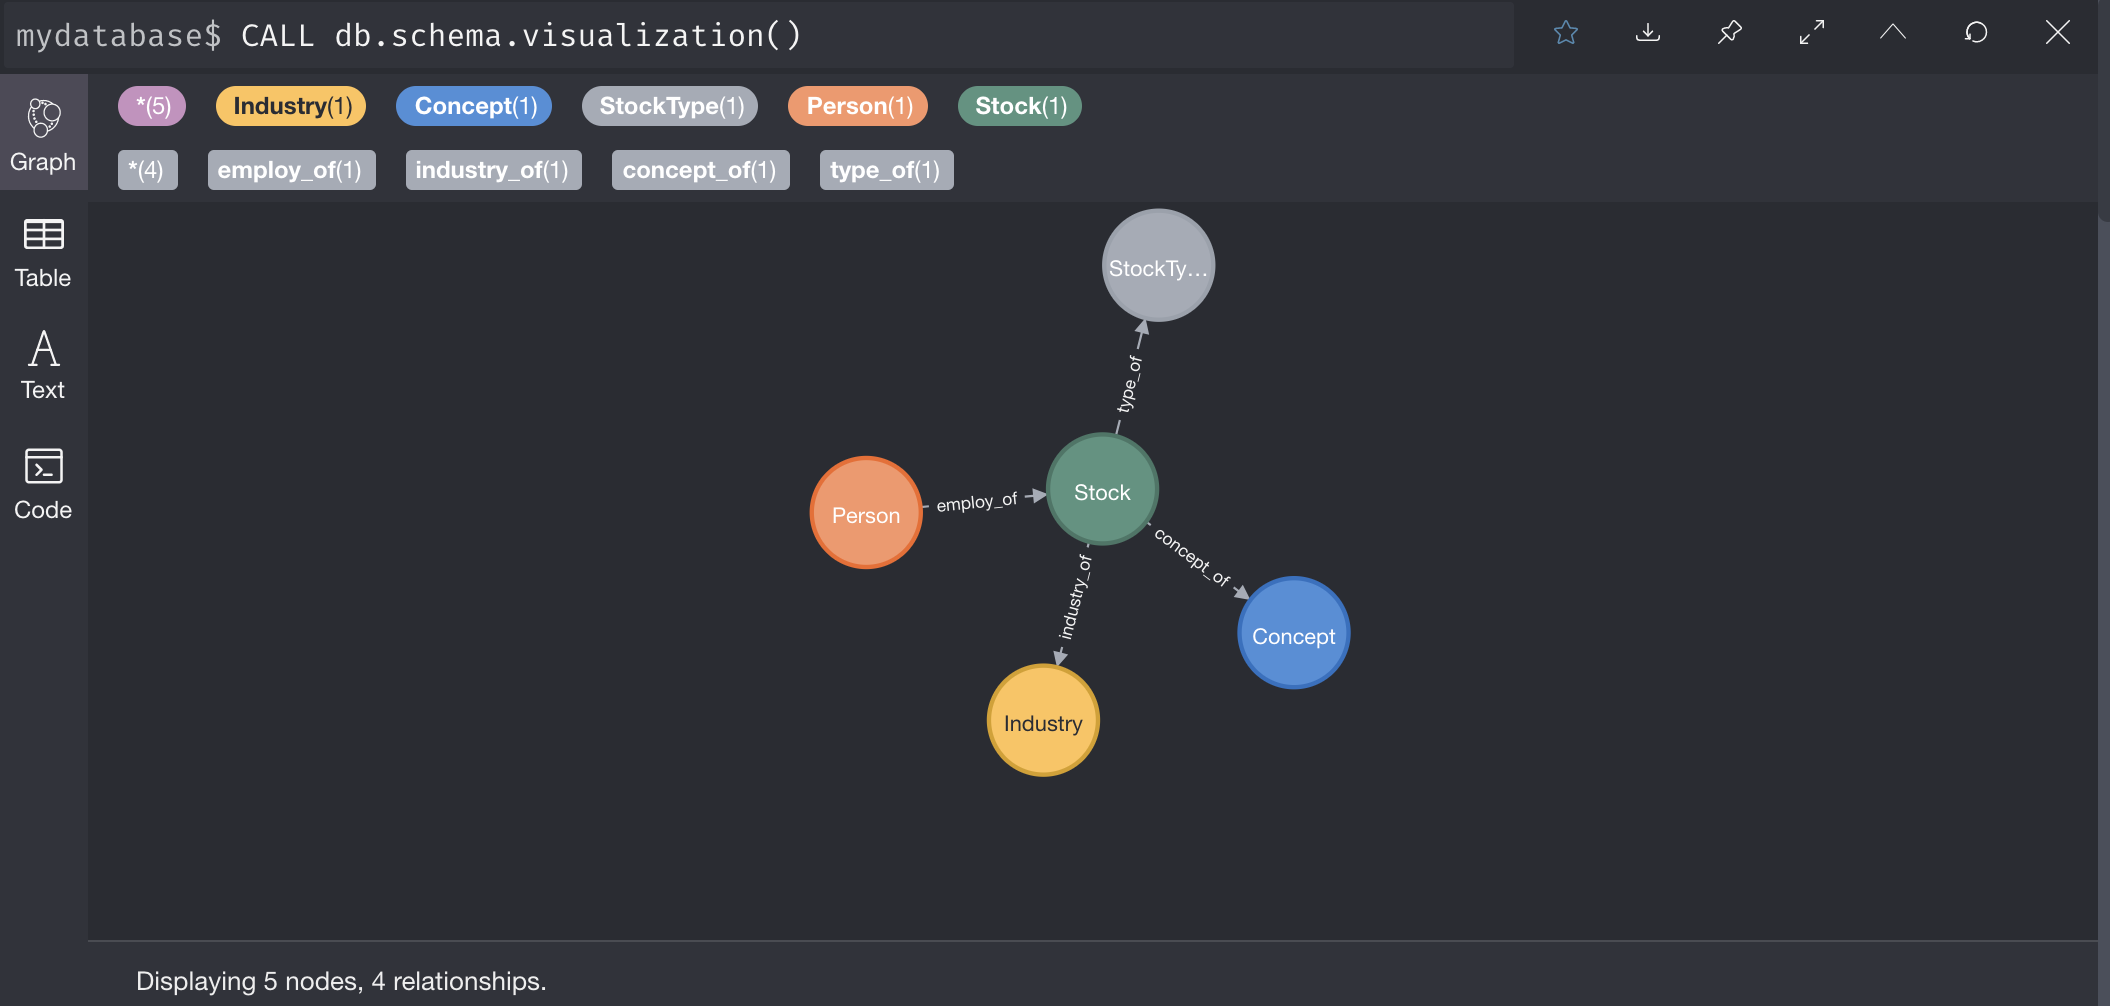 mydatabase$ CALL db.schema.visualization()
*(5) Industry(1) Concept(1) StockType(1) Person(1) Stock(1)
*(4) employ_of(1) industry_of(1) concept_of(1) type_of(1)
Graph
Table
Text
Code
StockTy...
type_of
Person
employ_of
Stock
concept_of
industry_of
Concept
Industry
Displaying 5 nodes, 4 relationships.